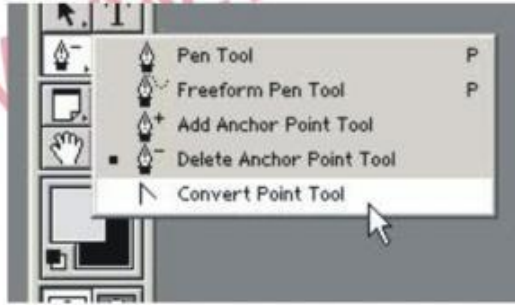 T
Pen Tool P
Freeform Pen Tool P
Add Anchor Point Tool
Delete Anchor Point Tool
Convert Point Tool